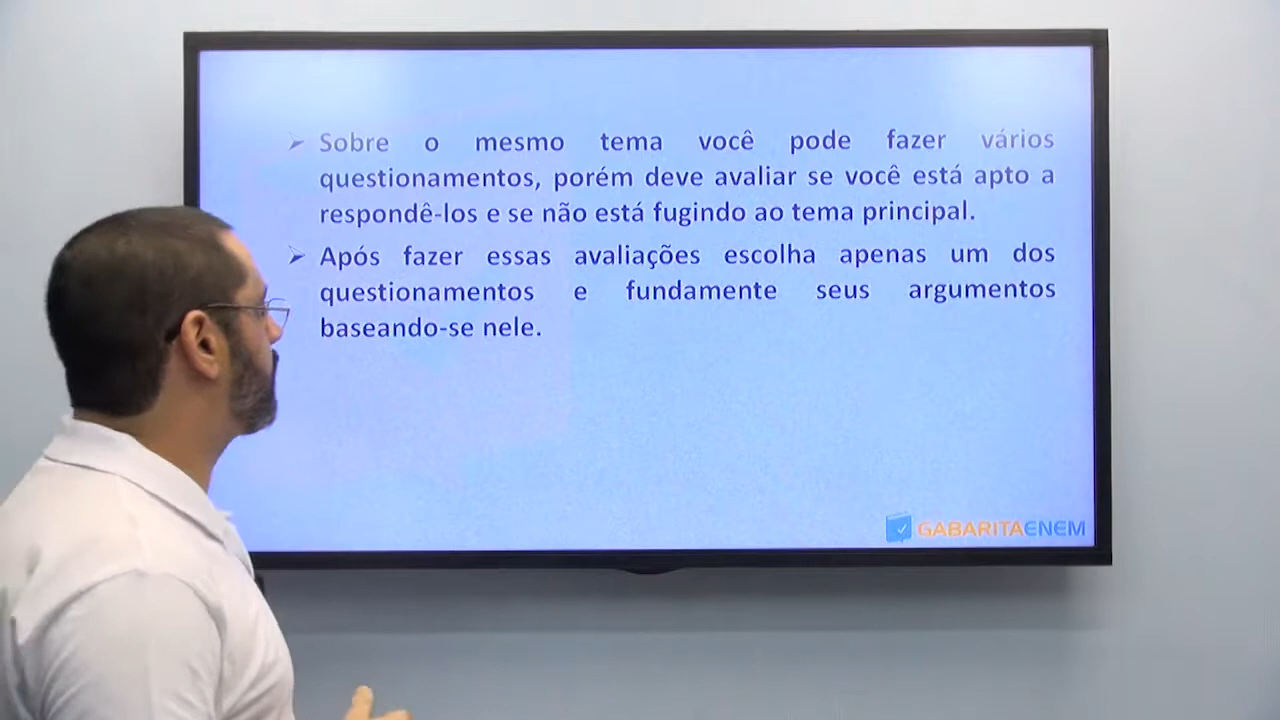 Sobre o mesmo tema você pode fazer vários
questionamentos, porém deve avaliar se você está apto a
respondê-los e se não está fugindo ao tema principal.
Após fazer essas avaliações escolha apenas um dos
questionamentos e fundamente seus argumentos
baseando-se nele.
GABARITAENEM